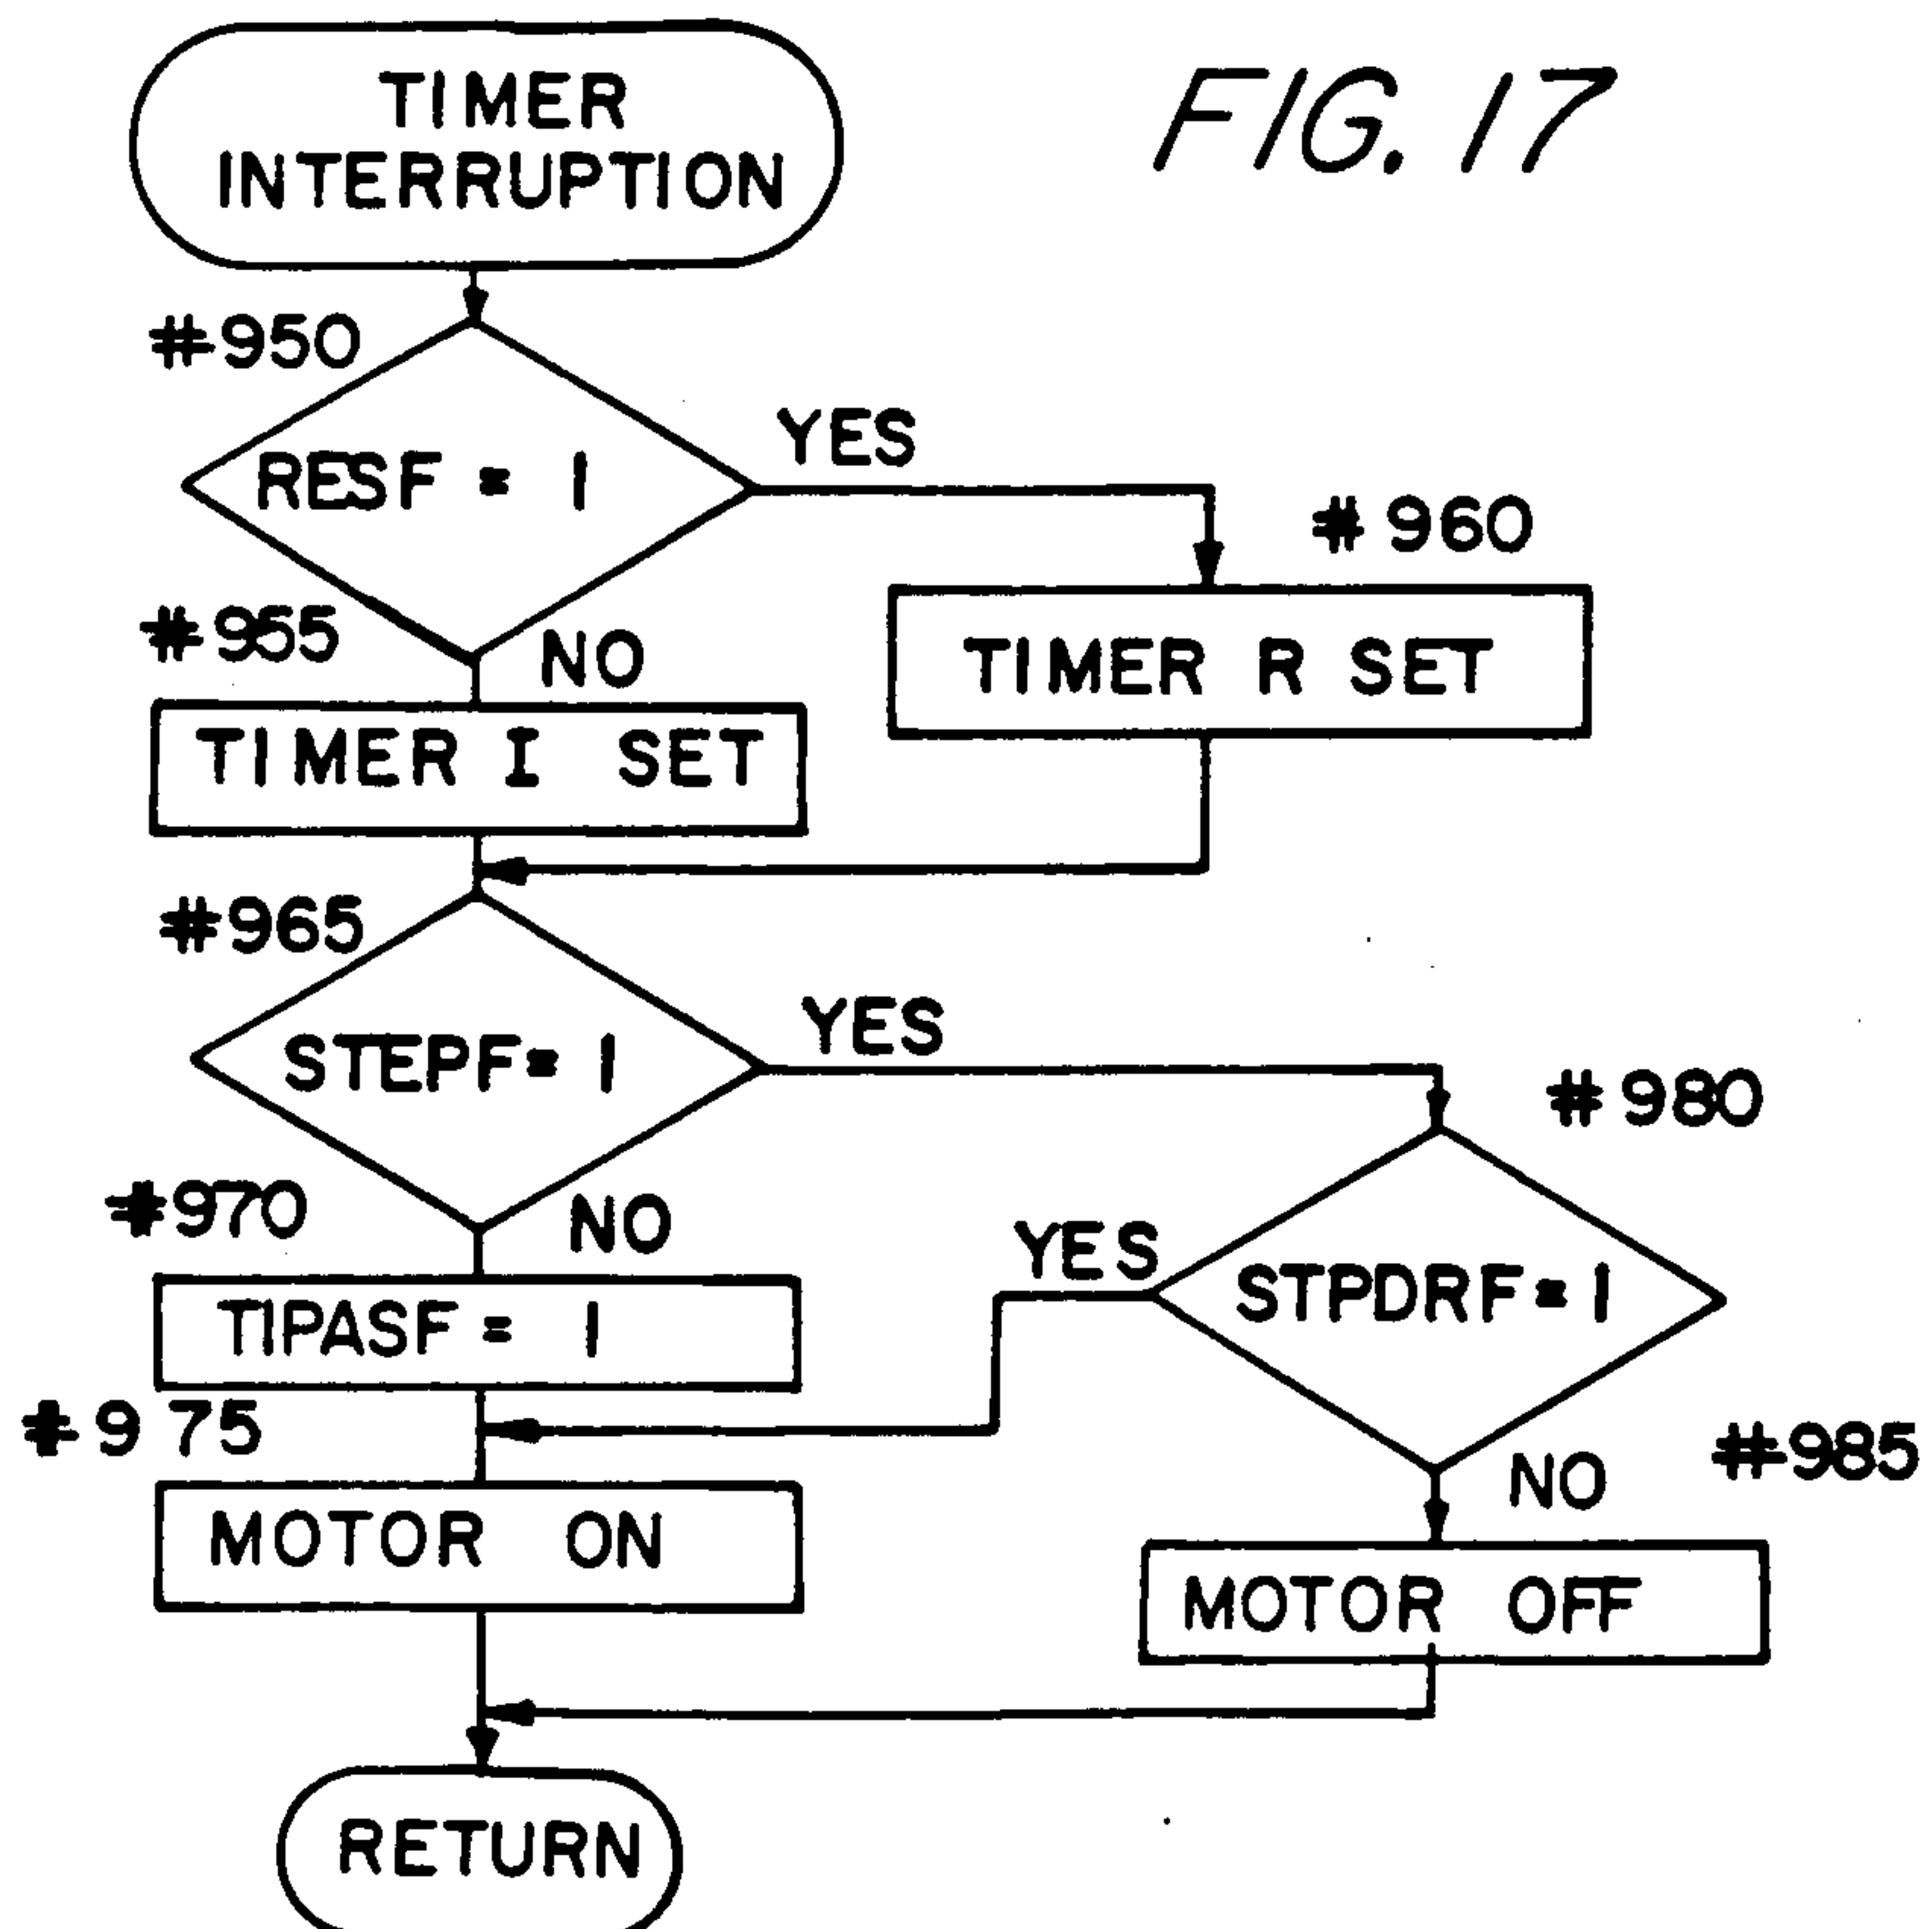 TIMER
INTERRUPTION
FIG. 17
#950
RESF = 1
YES
#960
#955
NO
TIMER R SET
TIMER I SET
#965
STEPF = 1
YES
#980
#970
NO
YES
STPDRF = 1
TIPASF = 1
#975
NO
#985
MOTOR ON
MOTOR OFF
RETURN